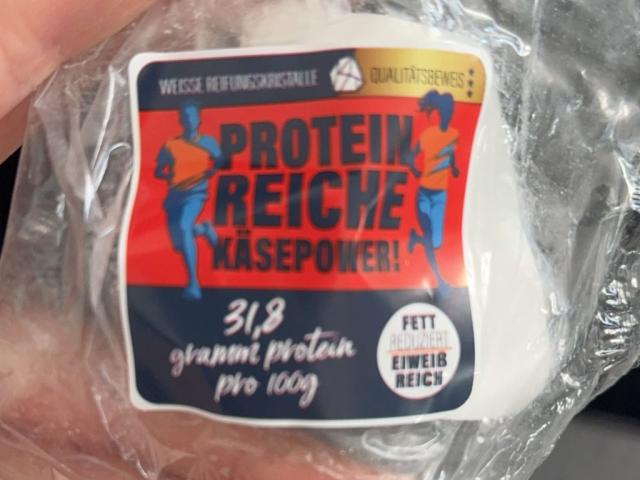 WEISSE REIFUNGSKRISTALLE
QUALITÄTSBEWEIS
PROTEIN
REICHE
KÄSEPOWER!
31,8
gramm protein
pro 100g
FETT
REDUZIERT
EIWEIß
REICH